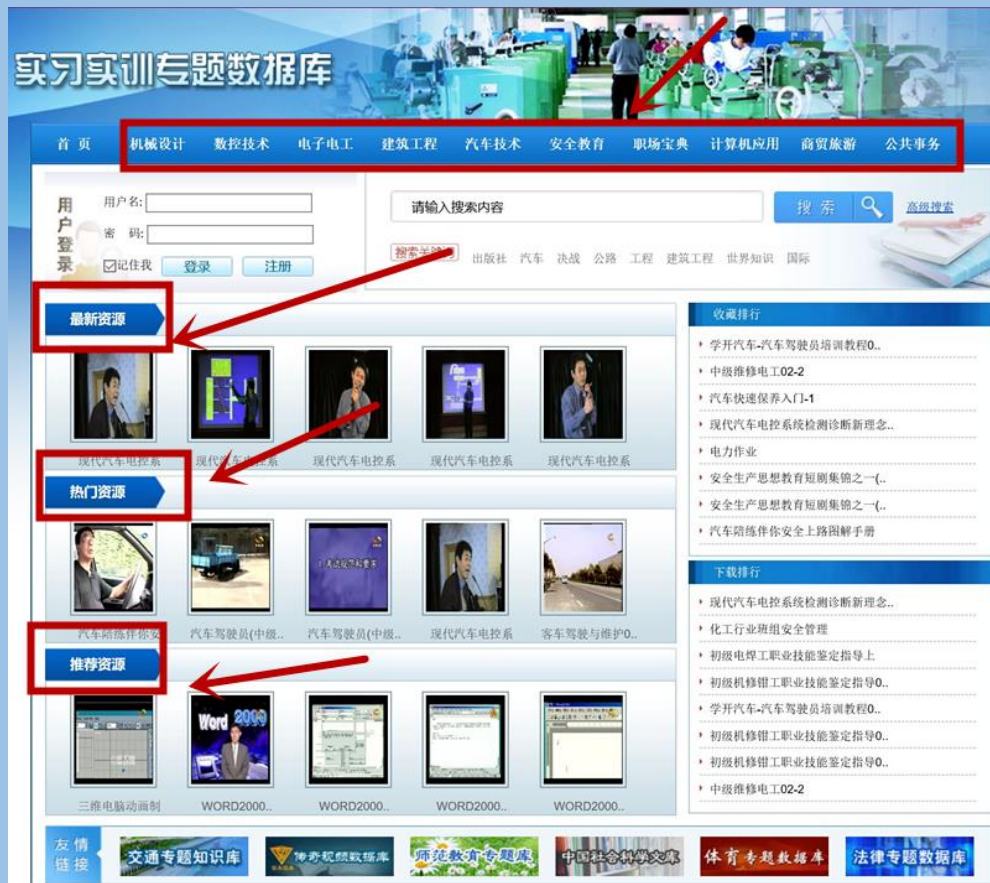 实习实训专题数据库
首 页 机械设计 数控技术 电子电工 建筑工程 汽车技术 安全教育 职场宝典 计算机应用 商贸旅游 公共事务
用户登录
用户名:
密 码:
记住我 登录 注册
请输入搜索内容 搜 索 高级搜索
出版社 汽车 决战 公路 工程 建筑工程 世界知识 国际
最新资源
现代汽车电控系 现代汽车电控系 现代汽车电控系 现代汽车电控系 现代汽车电控系
热门资源
汽车陪练伴你安 汽车驾驶员(中级.. 汽车驾驶员(中级.. 现代汽车电控系 客车驾驶与维护0..
推荐资源
Word 2000
三维电脑动画制 WORD2000.. WORD2000.. WORD2000.. WORD2000..
收藏排行
学开汽车-汽车驾驶员培训教程0..
中级维修电工02-2
汽车快速保养入门-1
现代汽车电控系统检测诊断新理念..
电力作业
安全生产思想教育短剧集锦之一(..
安全生产思想教育短剧集锦之一(..
汽车陪练伴你安全上路图解手册
下载排行
现代汽车电控系统检测诊断新理念..
化工行业班组安全管理
初级电焊工职业技能鉴定指导上
初级机修钳工职业技能鉴定指导0..
学开汽车-汽车驾驶员培训教程0..
初级机修钳工职业技能鉴定指导0..
初级机修钳工职业技能鉴定指导0..
中级维修电工02-2
友情链接 交通专题知识库 传奇视频数据库 师范教育专题库 中国社会科学文库 体育专题数据库 法律专题数据库